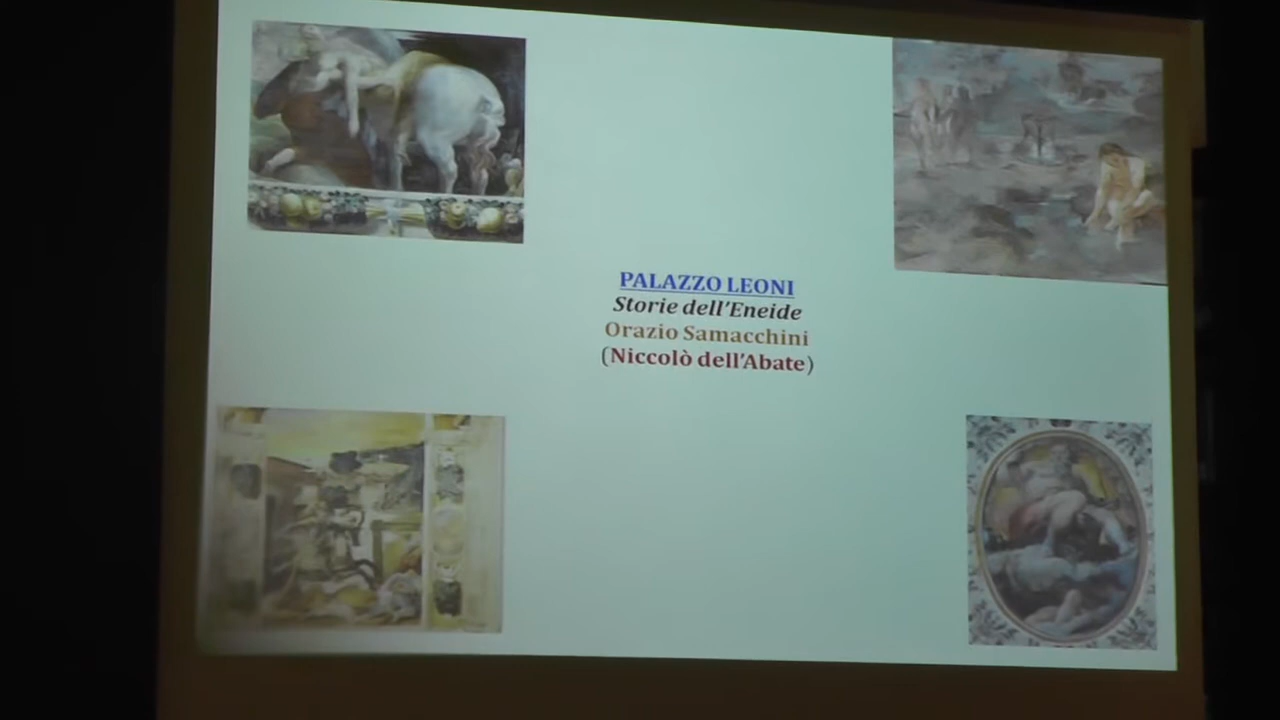 PALAZZO LEONI
Storie dell'Eneide
Orazio Samacchini
(Niccolò dell'Abate)